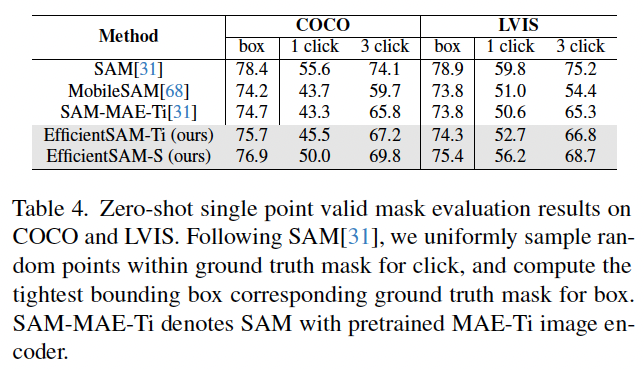 Method COCO LVIS
box 1 click 3 click box 1 click 3 click
SAM[31] 78.4 55.6 74.1 78.9 59.8 75.2
MobileSAM[68] 74.2 43.7 59.7 73.8 51.0 54.4
SAM-MAE-Ti[31] 74.7 43.3 65.8 73.8 50.6 65.3
EfficientSAM-Ti (ours) 75.7 45.5 67.2 74.3 52.7 66.8
EfficientSAM-S (ours) 76.9 50.0 69.8 75.4 56.2 68.7
Table 4. Zero-shot single point valid mask evaluation results on
COCO and LVIS. Following SAM[31], we uniformly sample ran-
dom points within ground truth mask for click, and compute the
tightest bounding box corresponding ground truth mask for box.
SAM-MAE-Ti denotes SAM with pretrained MAE-Ti image en-
coder.